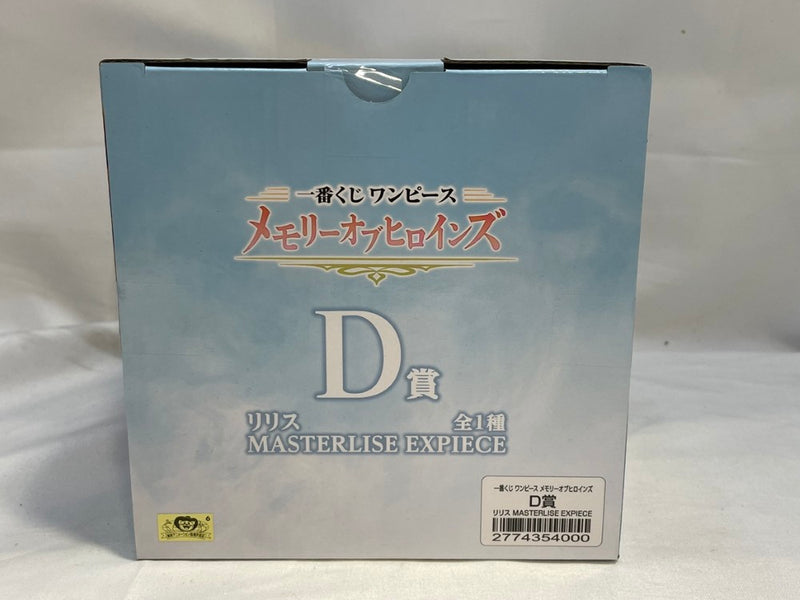 一番くじ ワンピース
メモリーオブヒロインズ
D賞
リリス 全1種
MASTERLISE EXPIECE
一番くじ ワンピース メモリーオブヒロインズ
D賞
リリス MASTERLISE EXPIECE
2774354000
6